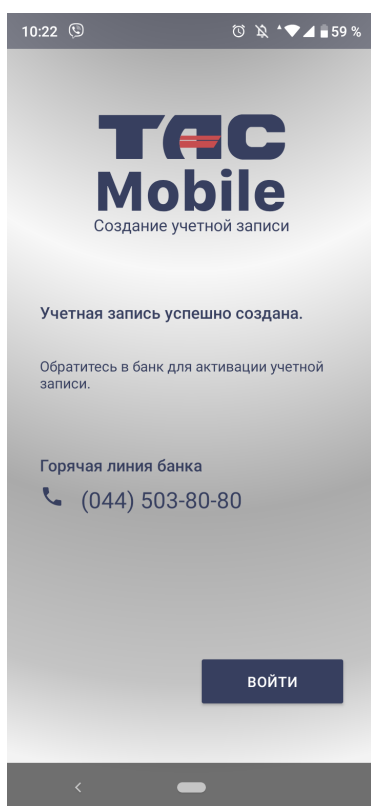 10:22
59 %
TAC
Mobile
Создание учетной записи
Учетная запись успешно создана.
Обратитесь в банк для активации учетной
записи.
Горячая линия банка
(044) 503-80-80
ВОЙТИ